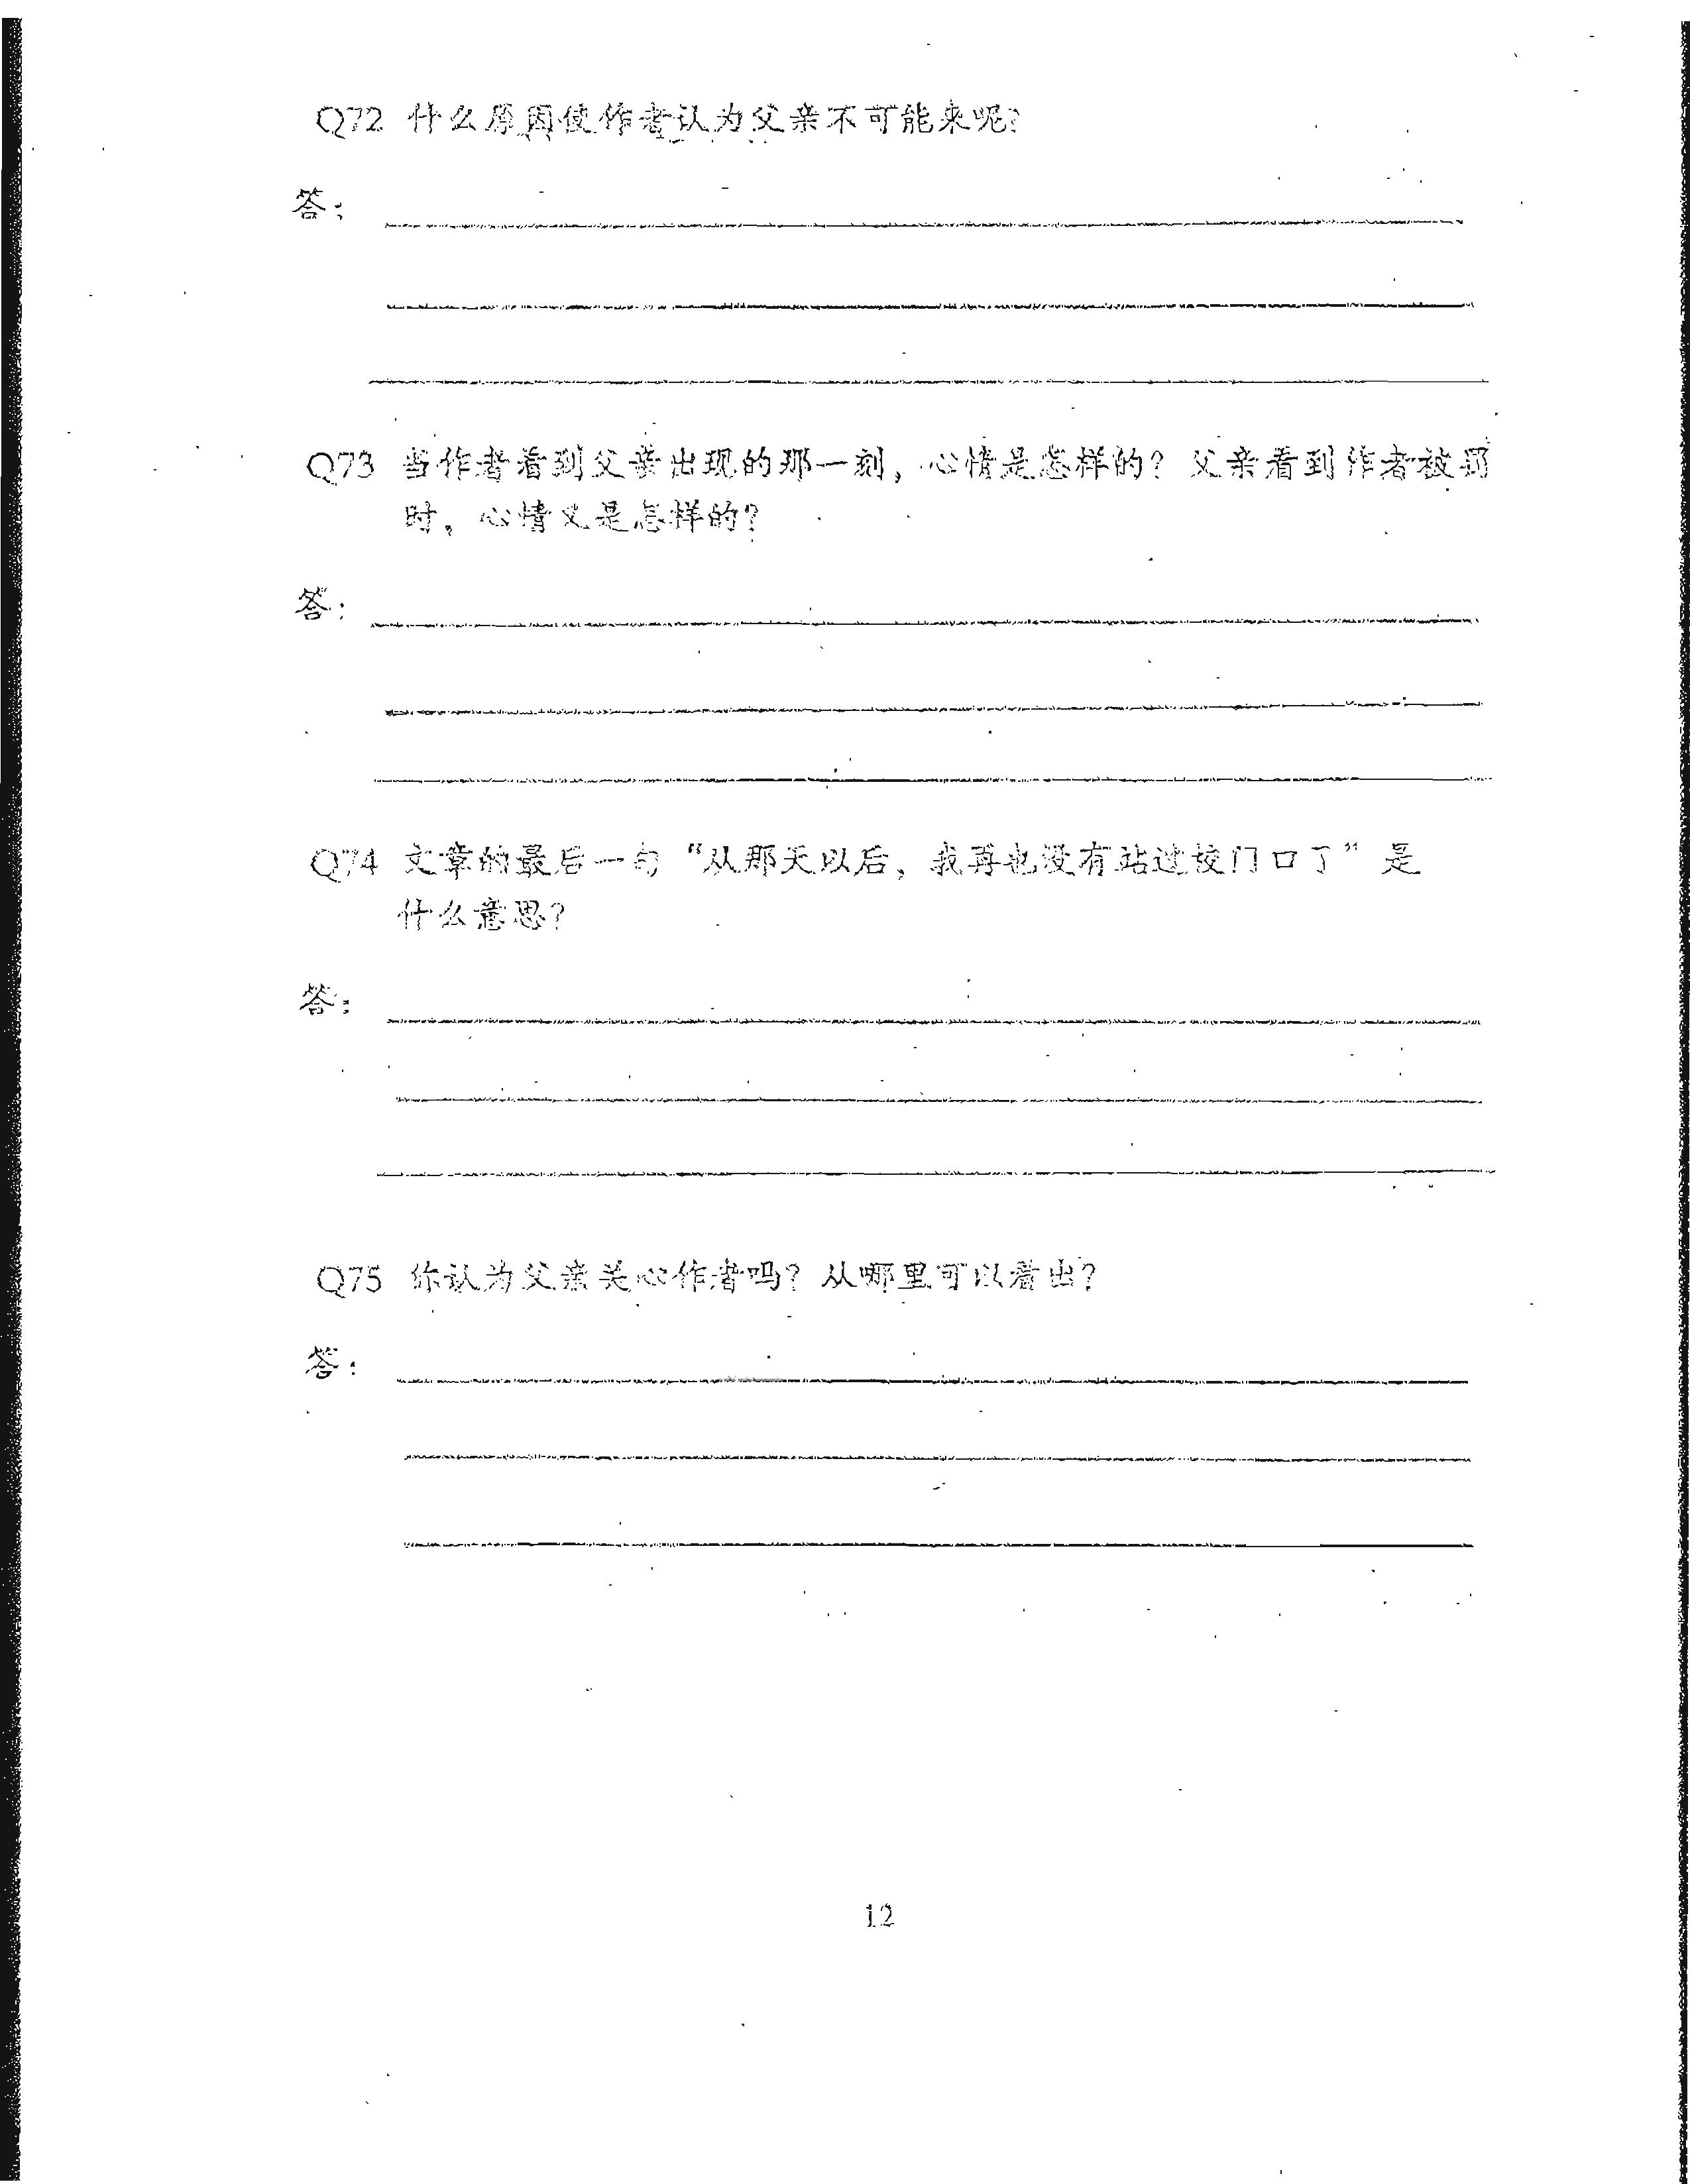 Q72 什么原因使作者认为父亲不可能来呢?
答:
Q73 当作者看到父亲出现的那一刻, 心情是怎样的? 父亲看到作者被罚
时, 心情又是怎样的?
答:
Q74 文章的最后一句“从那天以后, 我再也没有站过校门口了”是
什么意思?
答:
Q75 你认为父亲关心作者吗? 从哪里可以看出?
答:
12